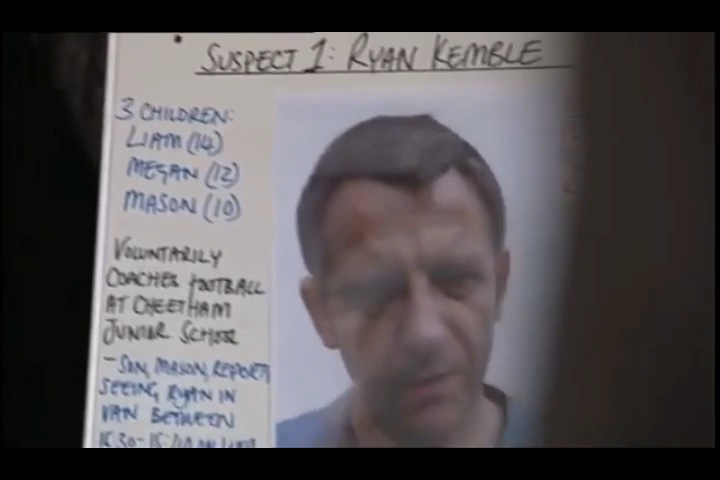 SUSPECT 1: RYAN KEMBLE
3 CHILDREN:
LIAM (14)
MEGAN (12)
MASON (10)
VOLUNTARILY
COACHES FOOTBALL
AT CHEETHAM
JUNIOR SCHOOL
- SON, MASON, REPORTS
SEEING RYAN IN
VAN BETWEEN